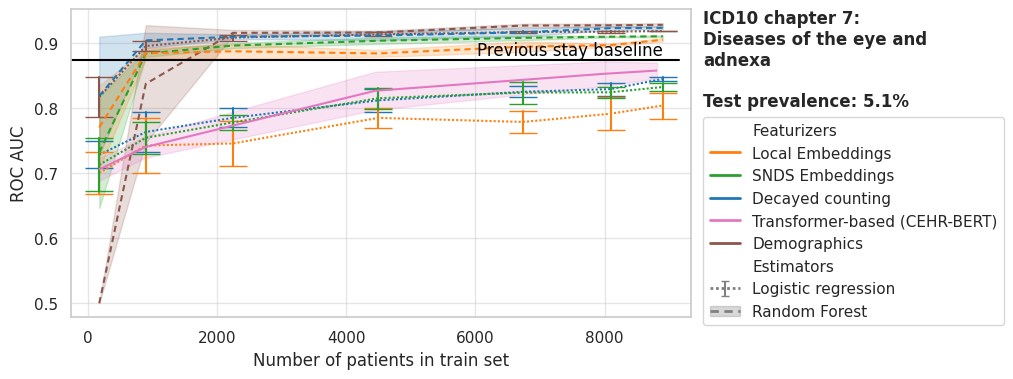 ICD10 chapter 7:
Diseases of the eye and
adnexa
Test prevalence: 5.1%
Featurizers
Local Embeddings
SNDS Embeddings
Decayed counting
Transformer-based (CEHR-BERT)
Demographics
Estimators
Logistic regression
Random Forest
Previous stay baseline
ROC AUC
0.9
0.8
0.7
0.6
0.5
0
2000
4000
6000
8000
Number of patients in train set